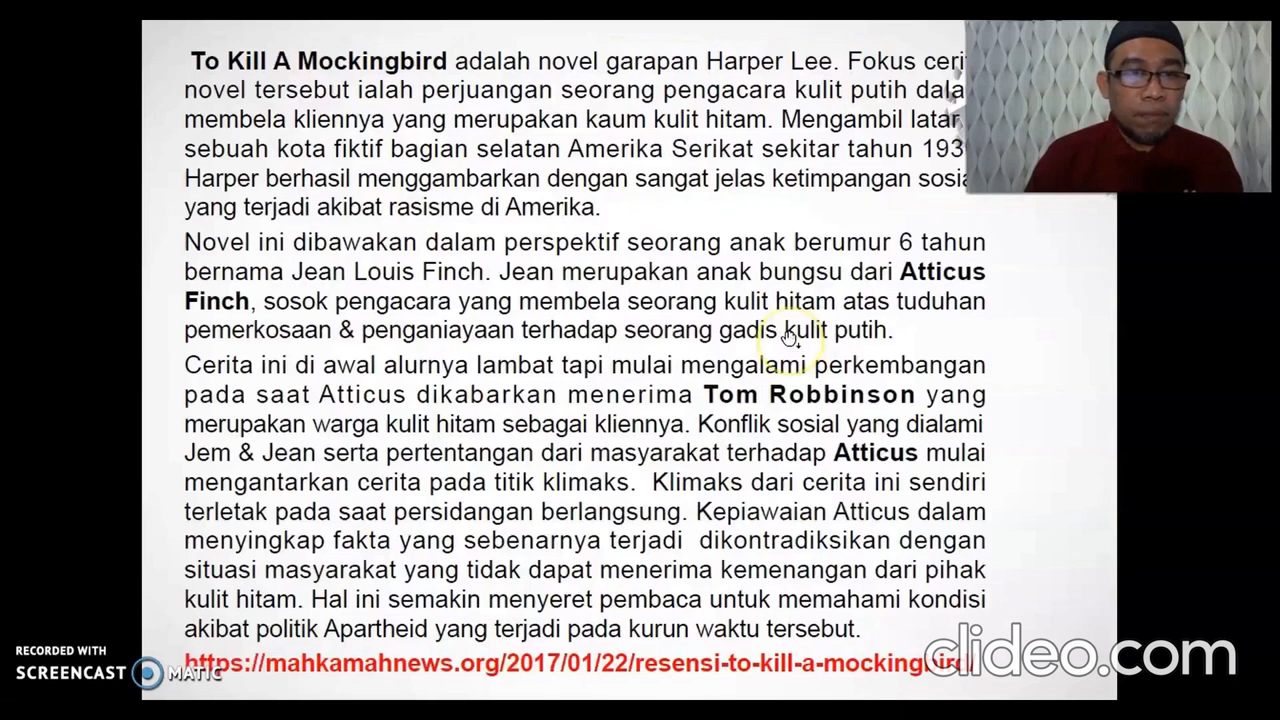 To Kill A Mockingbird adalah novel garapan Harper Lee. Fokus
novel tersebut ialah perjuangan seorang pengacara kulit putih
membela kliennya yang merupakan kaum kulit hitam. Mengambil latar
sebuah kota fiktif bagian selatan Amerika Serikat sekitar tahun
Harper berhasil menggambarkan dengan sangat jelas ketimpangan
yang terjadi akibat rasisme di Amerika.
Novel ini dibawakan dalam perspektif seorang anak berumur 6 tahun
bernama Jean Louis Finch. Jean merupakan anak bungsu dari Atticus
Finch, sosok pengacara yang membela seorang kulit hitam atas tuduhan
pemerkosaan & penganiayaan terhadap seorang gadis kulit putih.
Cerita ini di awal alurnya lambat tapi mulai mengalami perkembangan
pada saat Atticus dikabarkan menerima Tom Robbinson yang
merupakan warga kulit hitam sebagai kliennya. Konflik sosial yang dialami
Jem & Jean serta pertentangan dari masyarakat terhadap Atticus mulai
mengantarkan cerita pada titik klimaks. Klimaks dari cerita ini sendiri
terletak pada saat persidangan berlangsung. Kepiawaian Atticus dalam
menyingkap fakta yang sebenarnya terjadi dikontradiksikan dengan
situasi masyarakat yang tidak dapat menerima kemenangan dari pihak
kulit hitam. Hal ini semakin menyeret pembaca untuk memahami kondisi
akibat politik Apartheid yang terjadi pada kurun waktu tersebut.
https://mahkamahnews.org/2017/01/22/resensi-to-kill-a-mockingbird/
RECORDED WITH
SCREENCAST MATIC
clideo.com